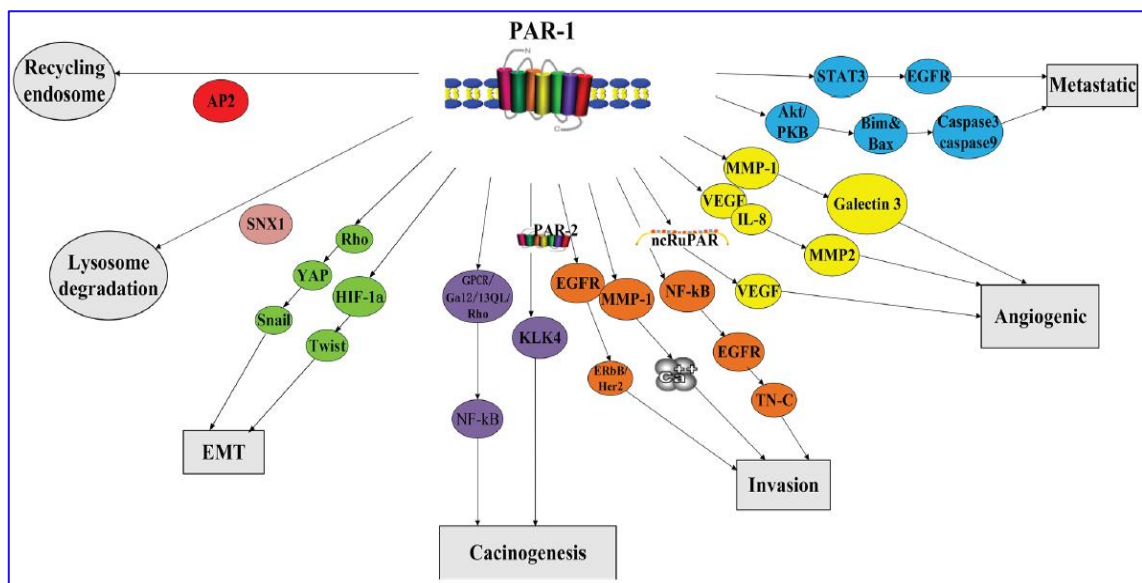 PAR-1
N
C
Recycling
endosome
AP2
SNX1
Lysosome
degradation
Rho
YAP
Snail
HIF-1a
Twist
EMT
GPCR/
Ga12/13QL/
Rho
NF-kB
PAR-2
KLK4
Cacinogenesis
EGFR
ERbB/
Her2
MMP-1
Ca++
NF-kB
EGFR
TN-C
Invasion
ncRuPAR
VEGF
VEGF
IL-8
MMP2
MMP-1
Galectin 3
Angiogenic
STAT3
EGFR
Akt/
PKB
Bim&
Bax
Caspase3
caspase9
Metastatic